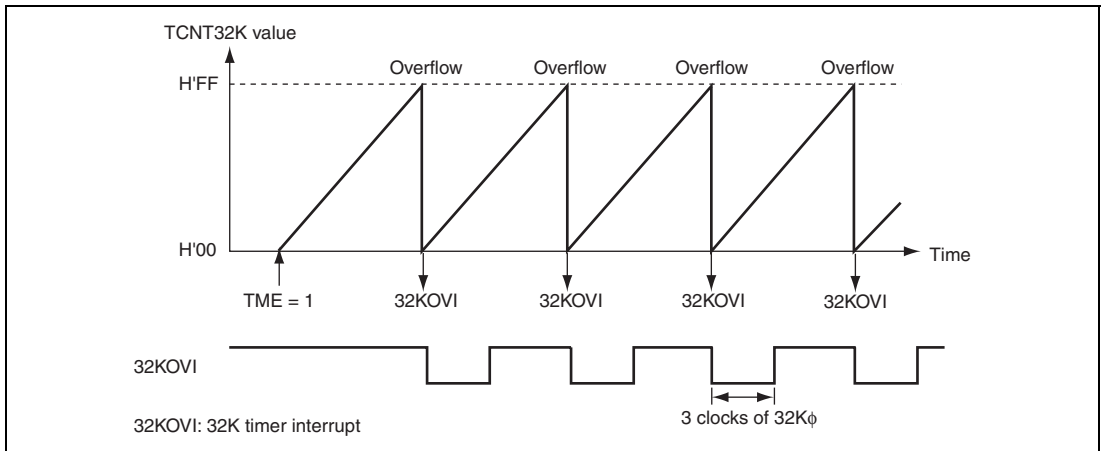 TCNT32K value
Overflow Overflow Overflow Overflow
H'FF
H'00
Time
TME = 1 32KOVI 32KOVI 32KOVI 32KOVI
32KOVI
3 clocks of 32Kϕ
32KOVI: 32K timer interrupt